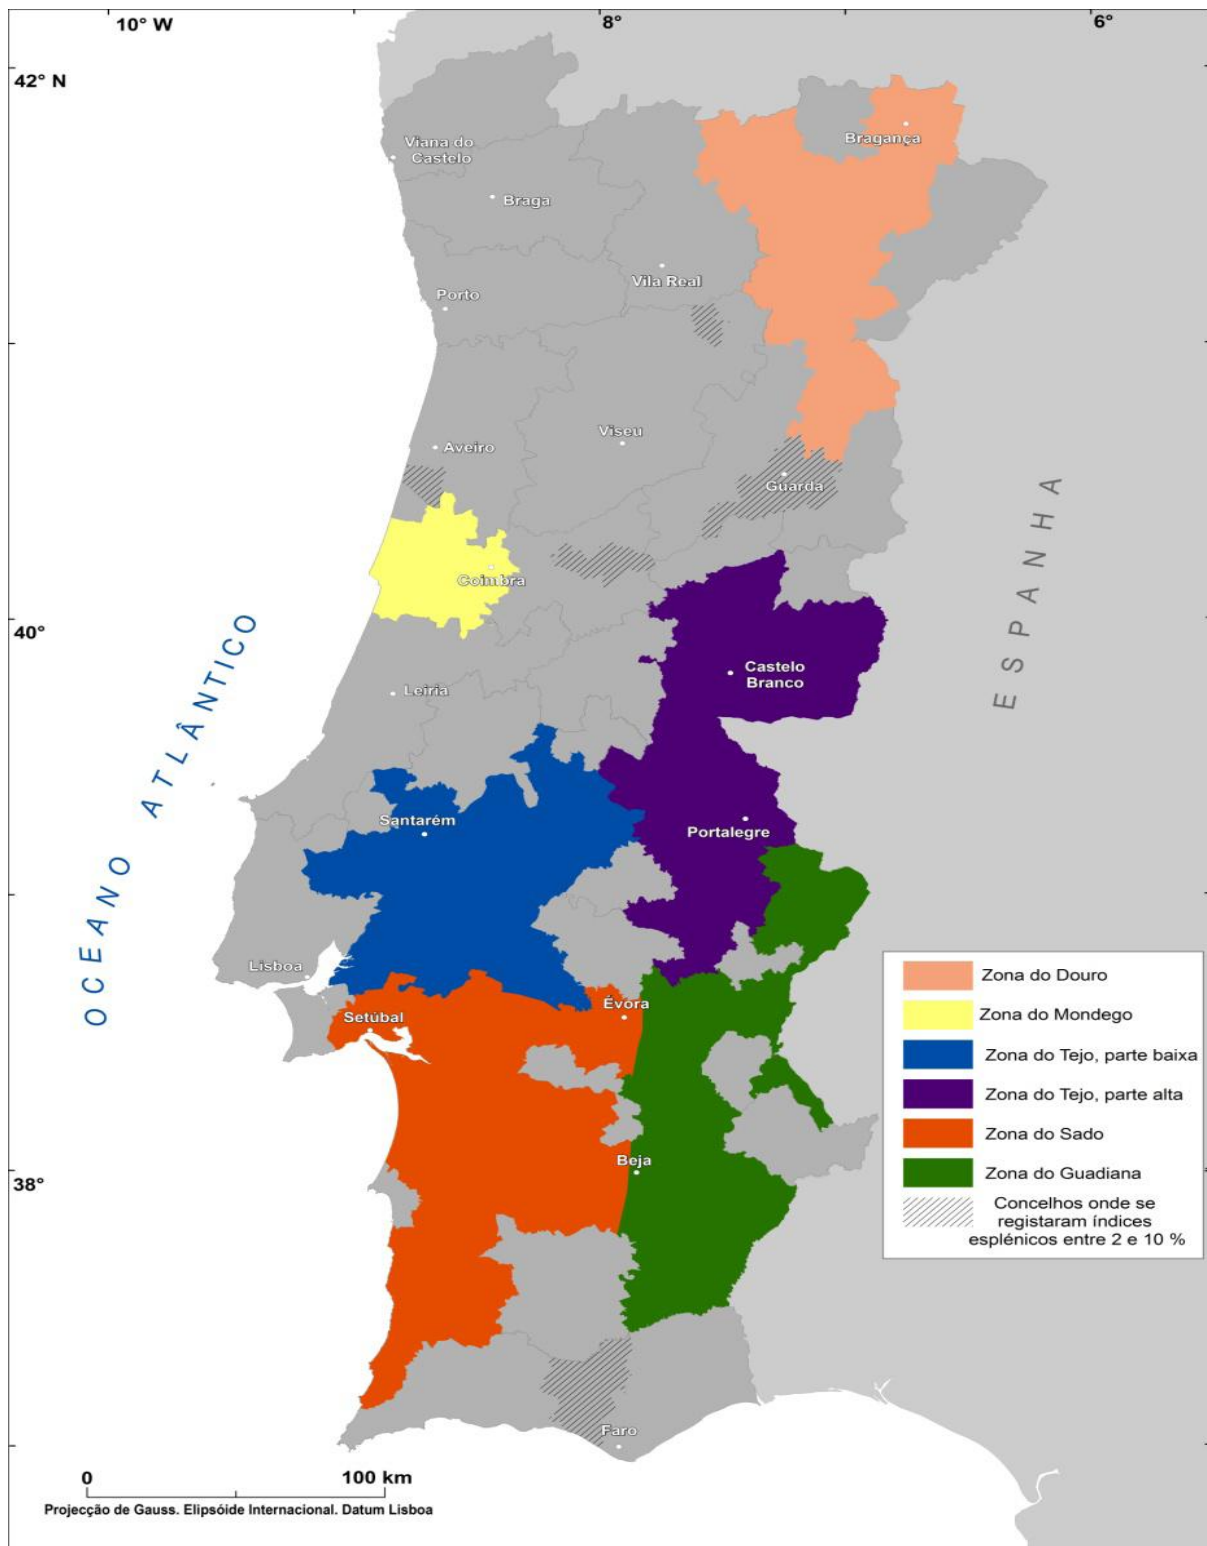 10° W
8°
6°
42° N
Bragança
Viana do
Castelo
Braga
Vila Real
Porto
Viseu
Aveiro
Guarda
ESPANHA
Coimbra
40°
OCEANO ATLÂNTICO
Castelo
Branco
Leiria
Santarém
Portalegre
Lisboa
Setúbal
Évora
Zona do Douro
Zona do Mondego
Zona do Tejo, parte baixa
Zona do Tejo, parte alta
Zona do Sado
Zona do Guadiana
Concelhos onde se
registaram índices
esplénicos entre 2 e 10 %
Beja
38°
Faro
0
100 km
Projecção de Gauss. Elipsóide Internacional. Datum Lisboa